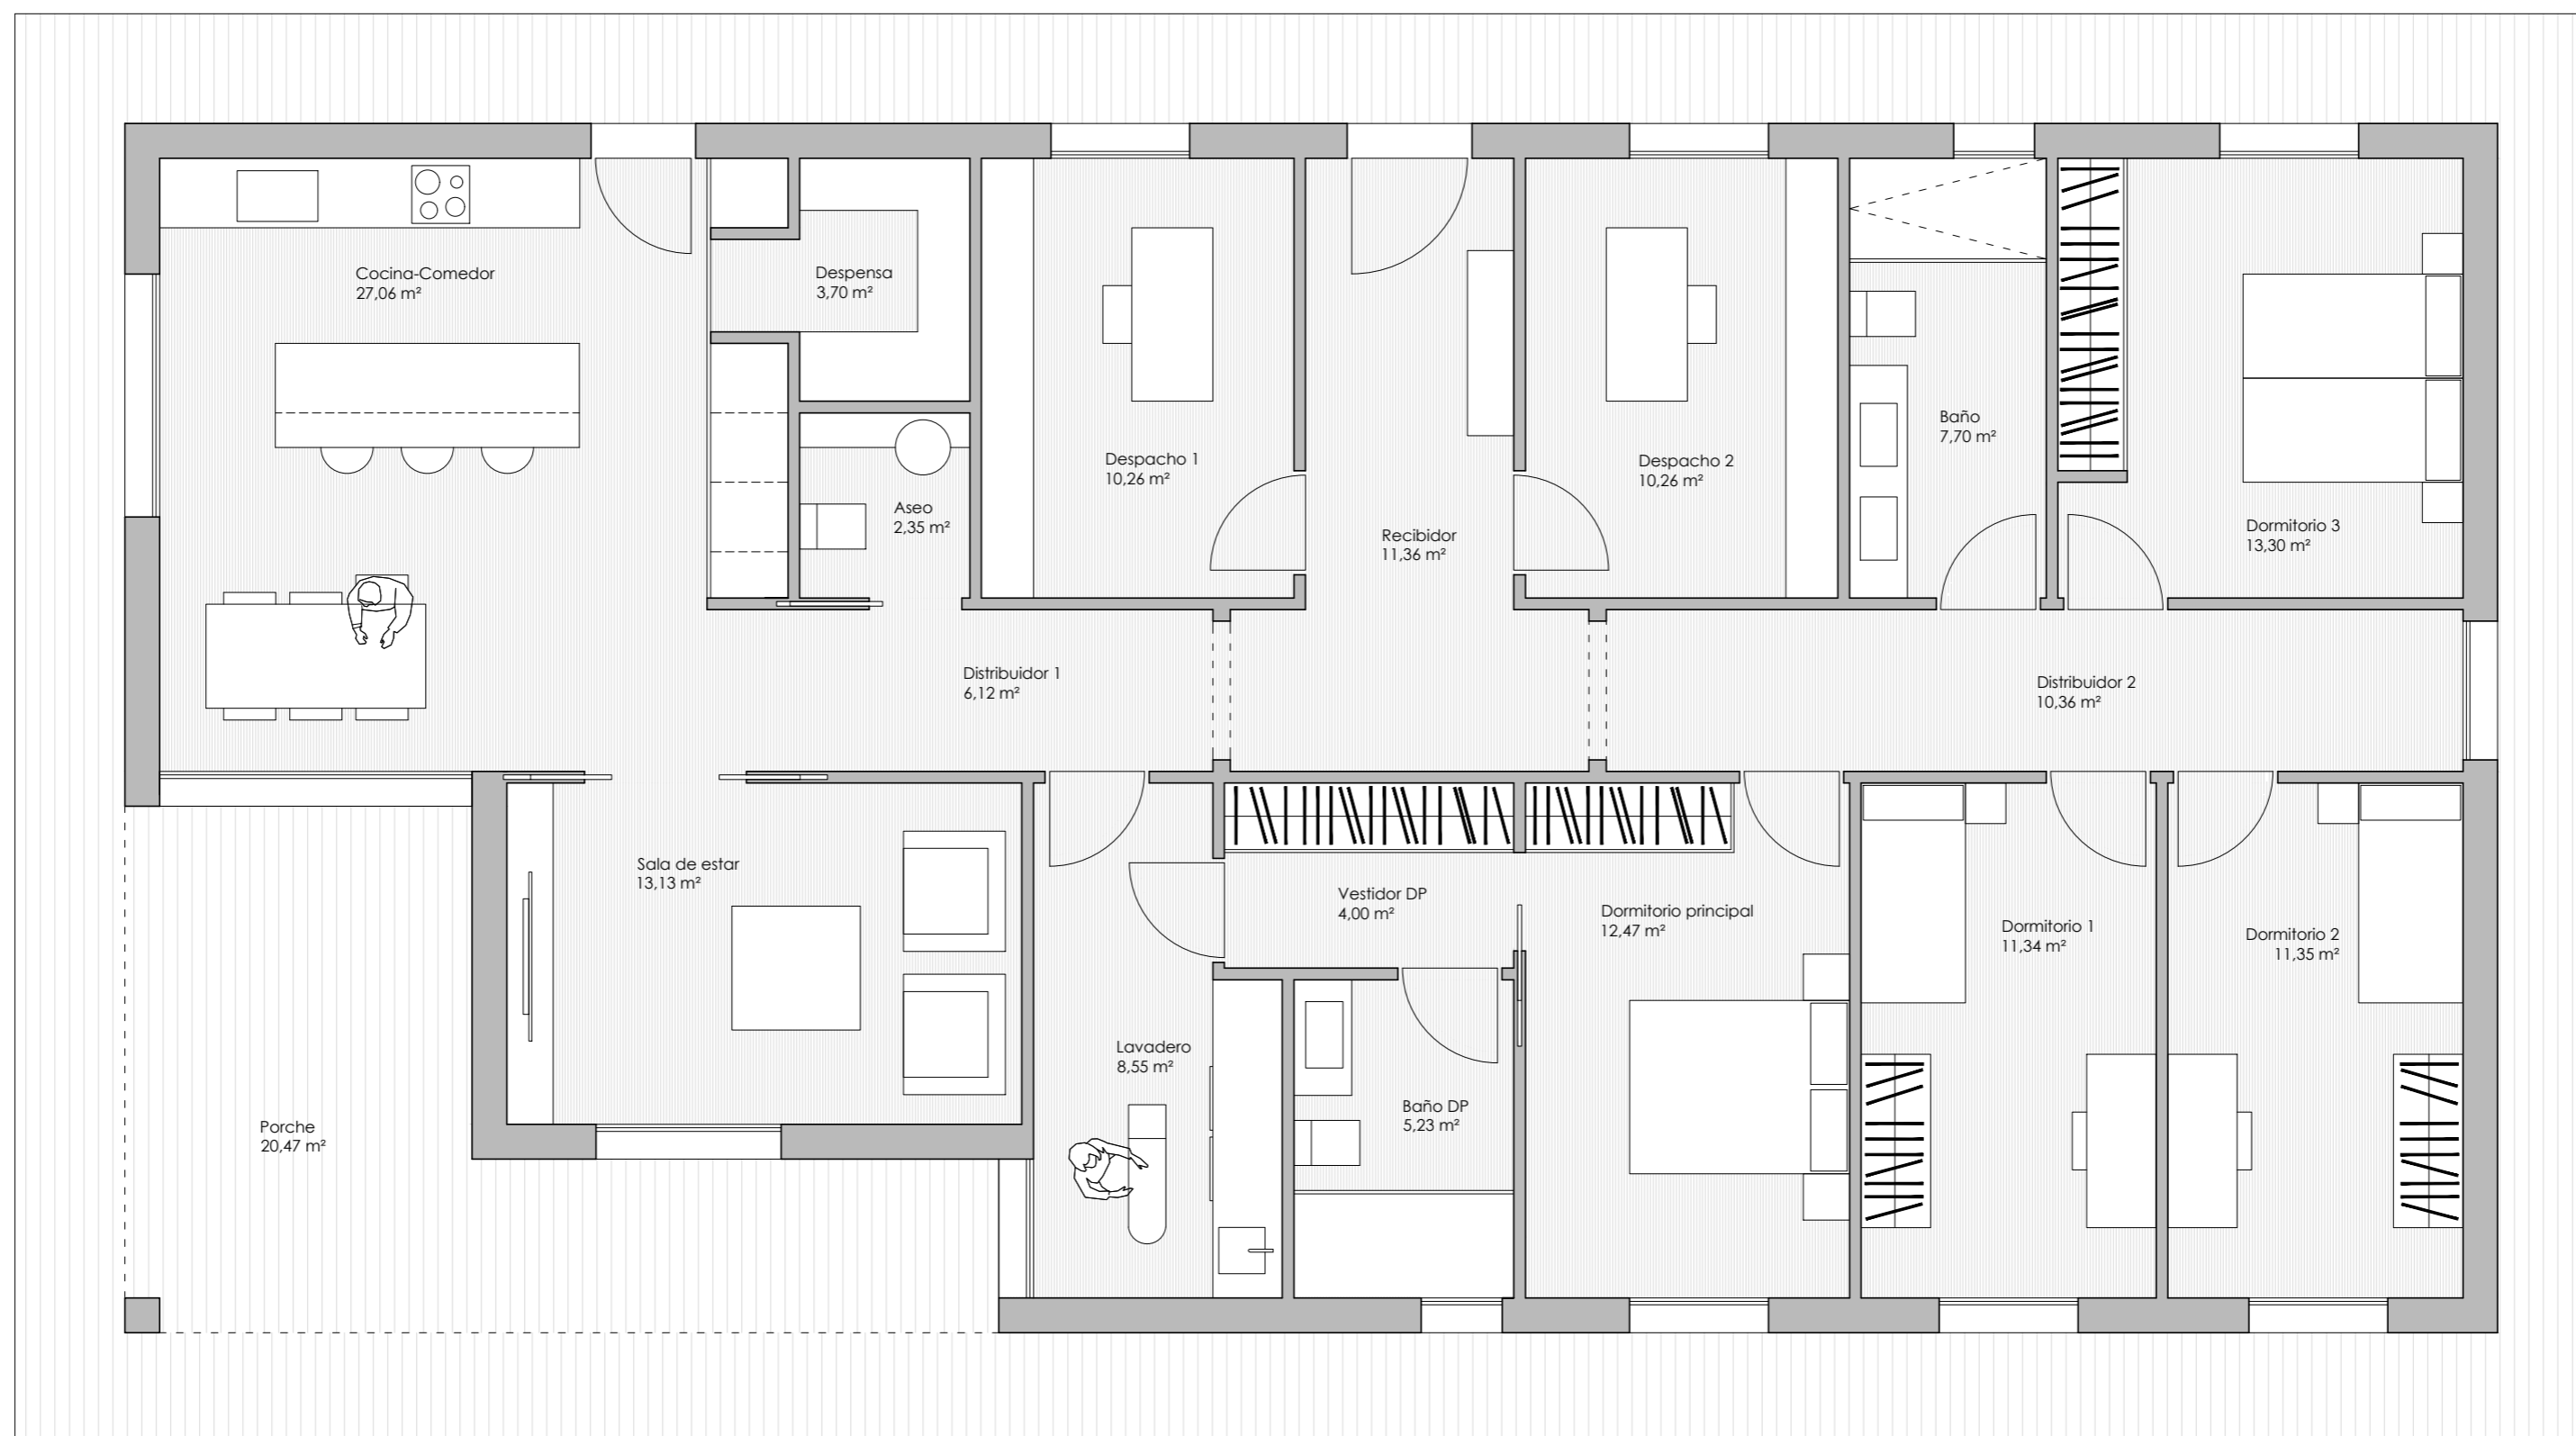 Cocina-Comedor
27,06 m²
Despensa
3,70 m²
Despacho 1
10,26 m²
Aseo
2,35 m²
Recibidor
11,36 m²
Despacho 2
10,26 m²
Baño
7,70 m²
Dormitorio 3
13,30 m²
Distribuidor 1
6,12 m²
Distribuidor 2
10,36 m²
Sala de estar
13,13 m²
Vestidor DP
4,00 m²
Dormitorio principal
12,47 m²
Dormitorio 1
11,34 m²
Dormitorio 2
11,35 m²
Lavadero
8,55 m²
Baño DP
5,23 m²
Porche
20,47 m²